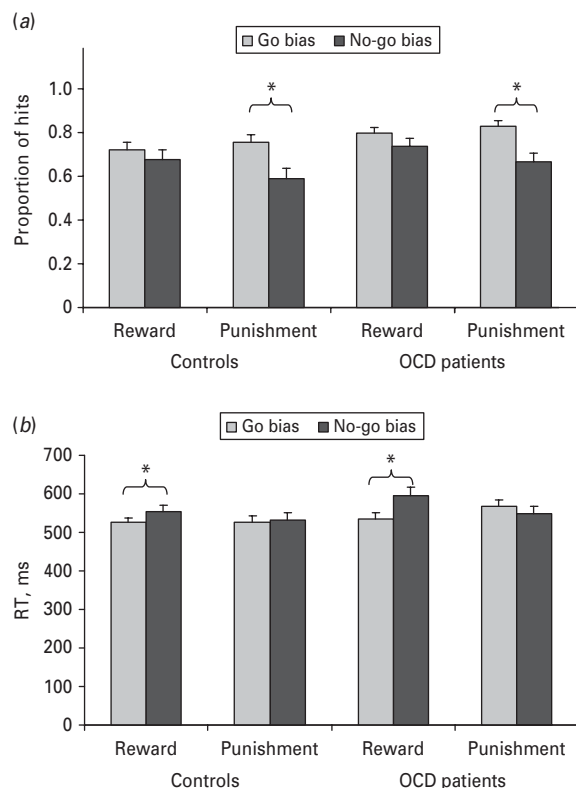 (a)
Go bias No-go bias
Proportion of hits
1.0
0.8
0.6
0.4
0.2
0
*
*
Reward Punishment Reward Punishment
Controls OCD patients
(b)
Go bias No-go bias
RT, ms
700
600
500
400
300
200
100
0
*
*
Reward Punishment Reward Punishment
Controls OCD patients